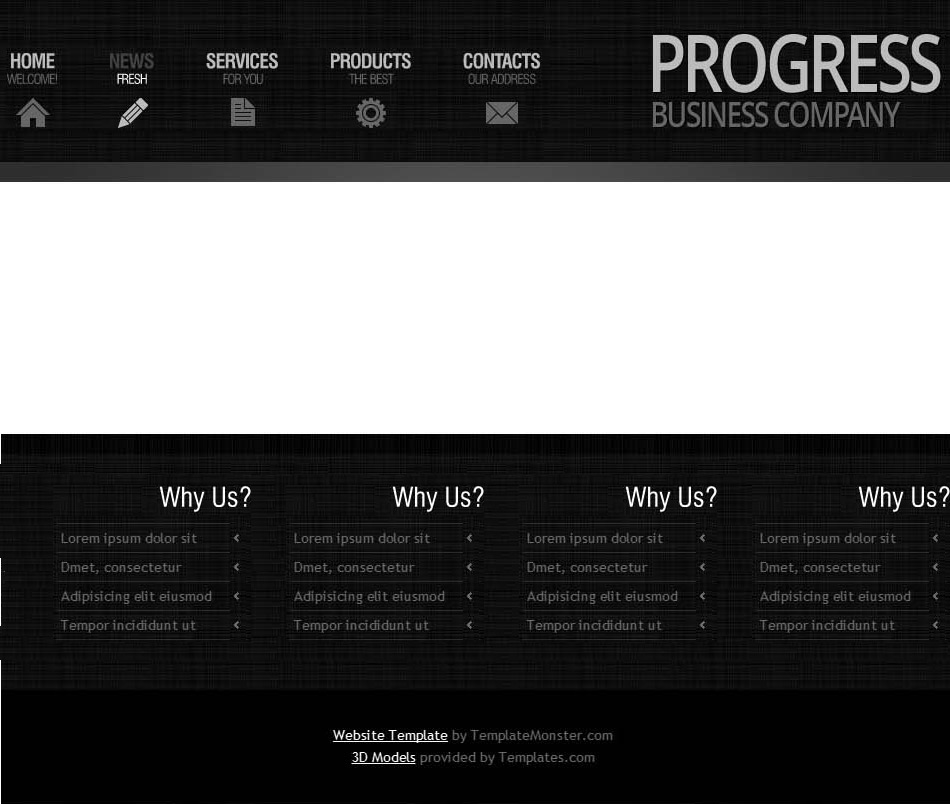 HOME NEWS SERVICES PRODUCTS CONTACTS
WELCOME! FRESH FOR YOU THE BEST OUR ADDRESS
PROGRESS
BUSINESS COMPANY
Why Us? Why Us? Why Us? Why Us?
Lorem ipsum dolor sit Lorem ipsum dolor sit Lorem ipsum dolor sit Lorem ipsum dolor sit
Dmet, consectetur Dmet, consectetur Dmet, consectetur Dmet, consectetur
Adipisicing elit eiusmod Adipisicing elit eiusmod Adipisicing elit eiusmod Adipisicing elit eiusmod
Tempor incididunt ut Tempor incididunt ut Tempor incididunt ut Tempor incididunt ut
Website Template by TemplateMonster.com
3D Models provided by Templates.com